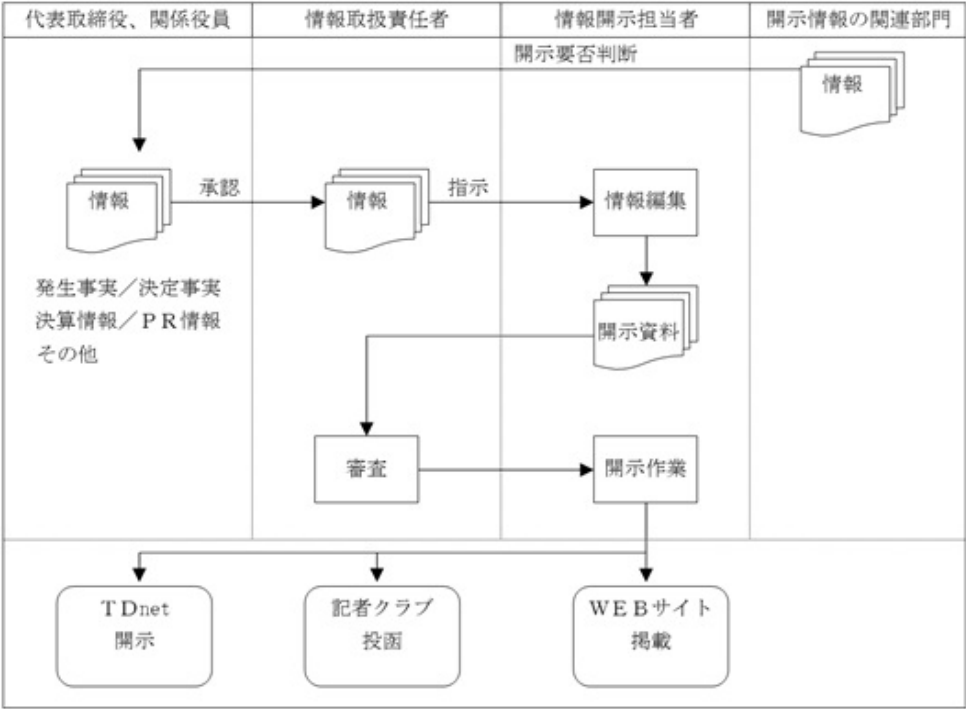 代表取締役、関係役員
情報取扱責任者
情報開示担当者
開示情報の関連部門
開示要否判断
情報
情報
承認
情報
指示
情報編集
発生事実／決定事実
決算情報／ＰＲ情報
その他
開示資料
審査
開示作業
ＴＤnet
開示
記者クラブ
投函
ＷＥＢサイト
掲載